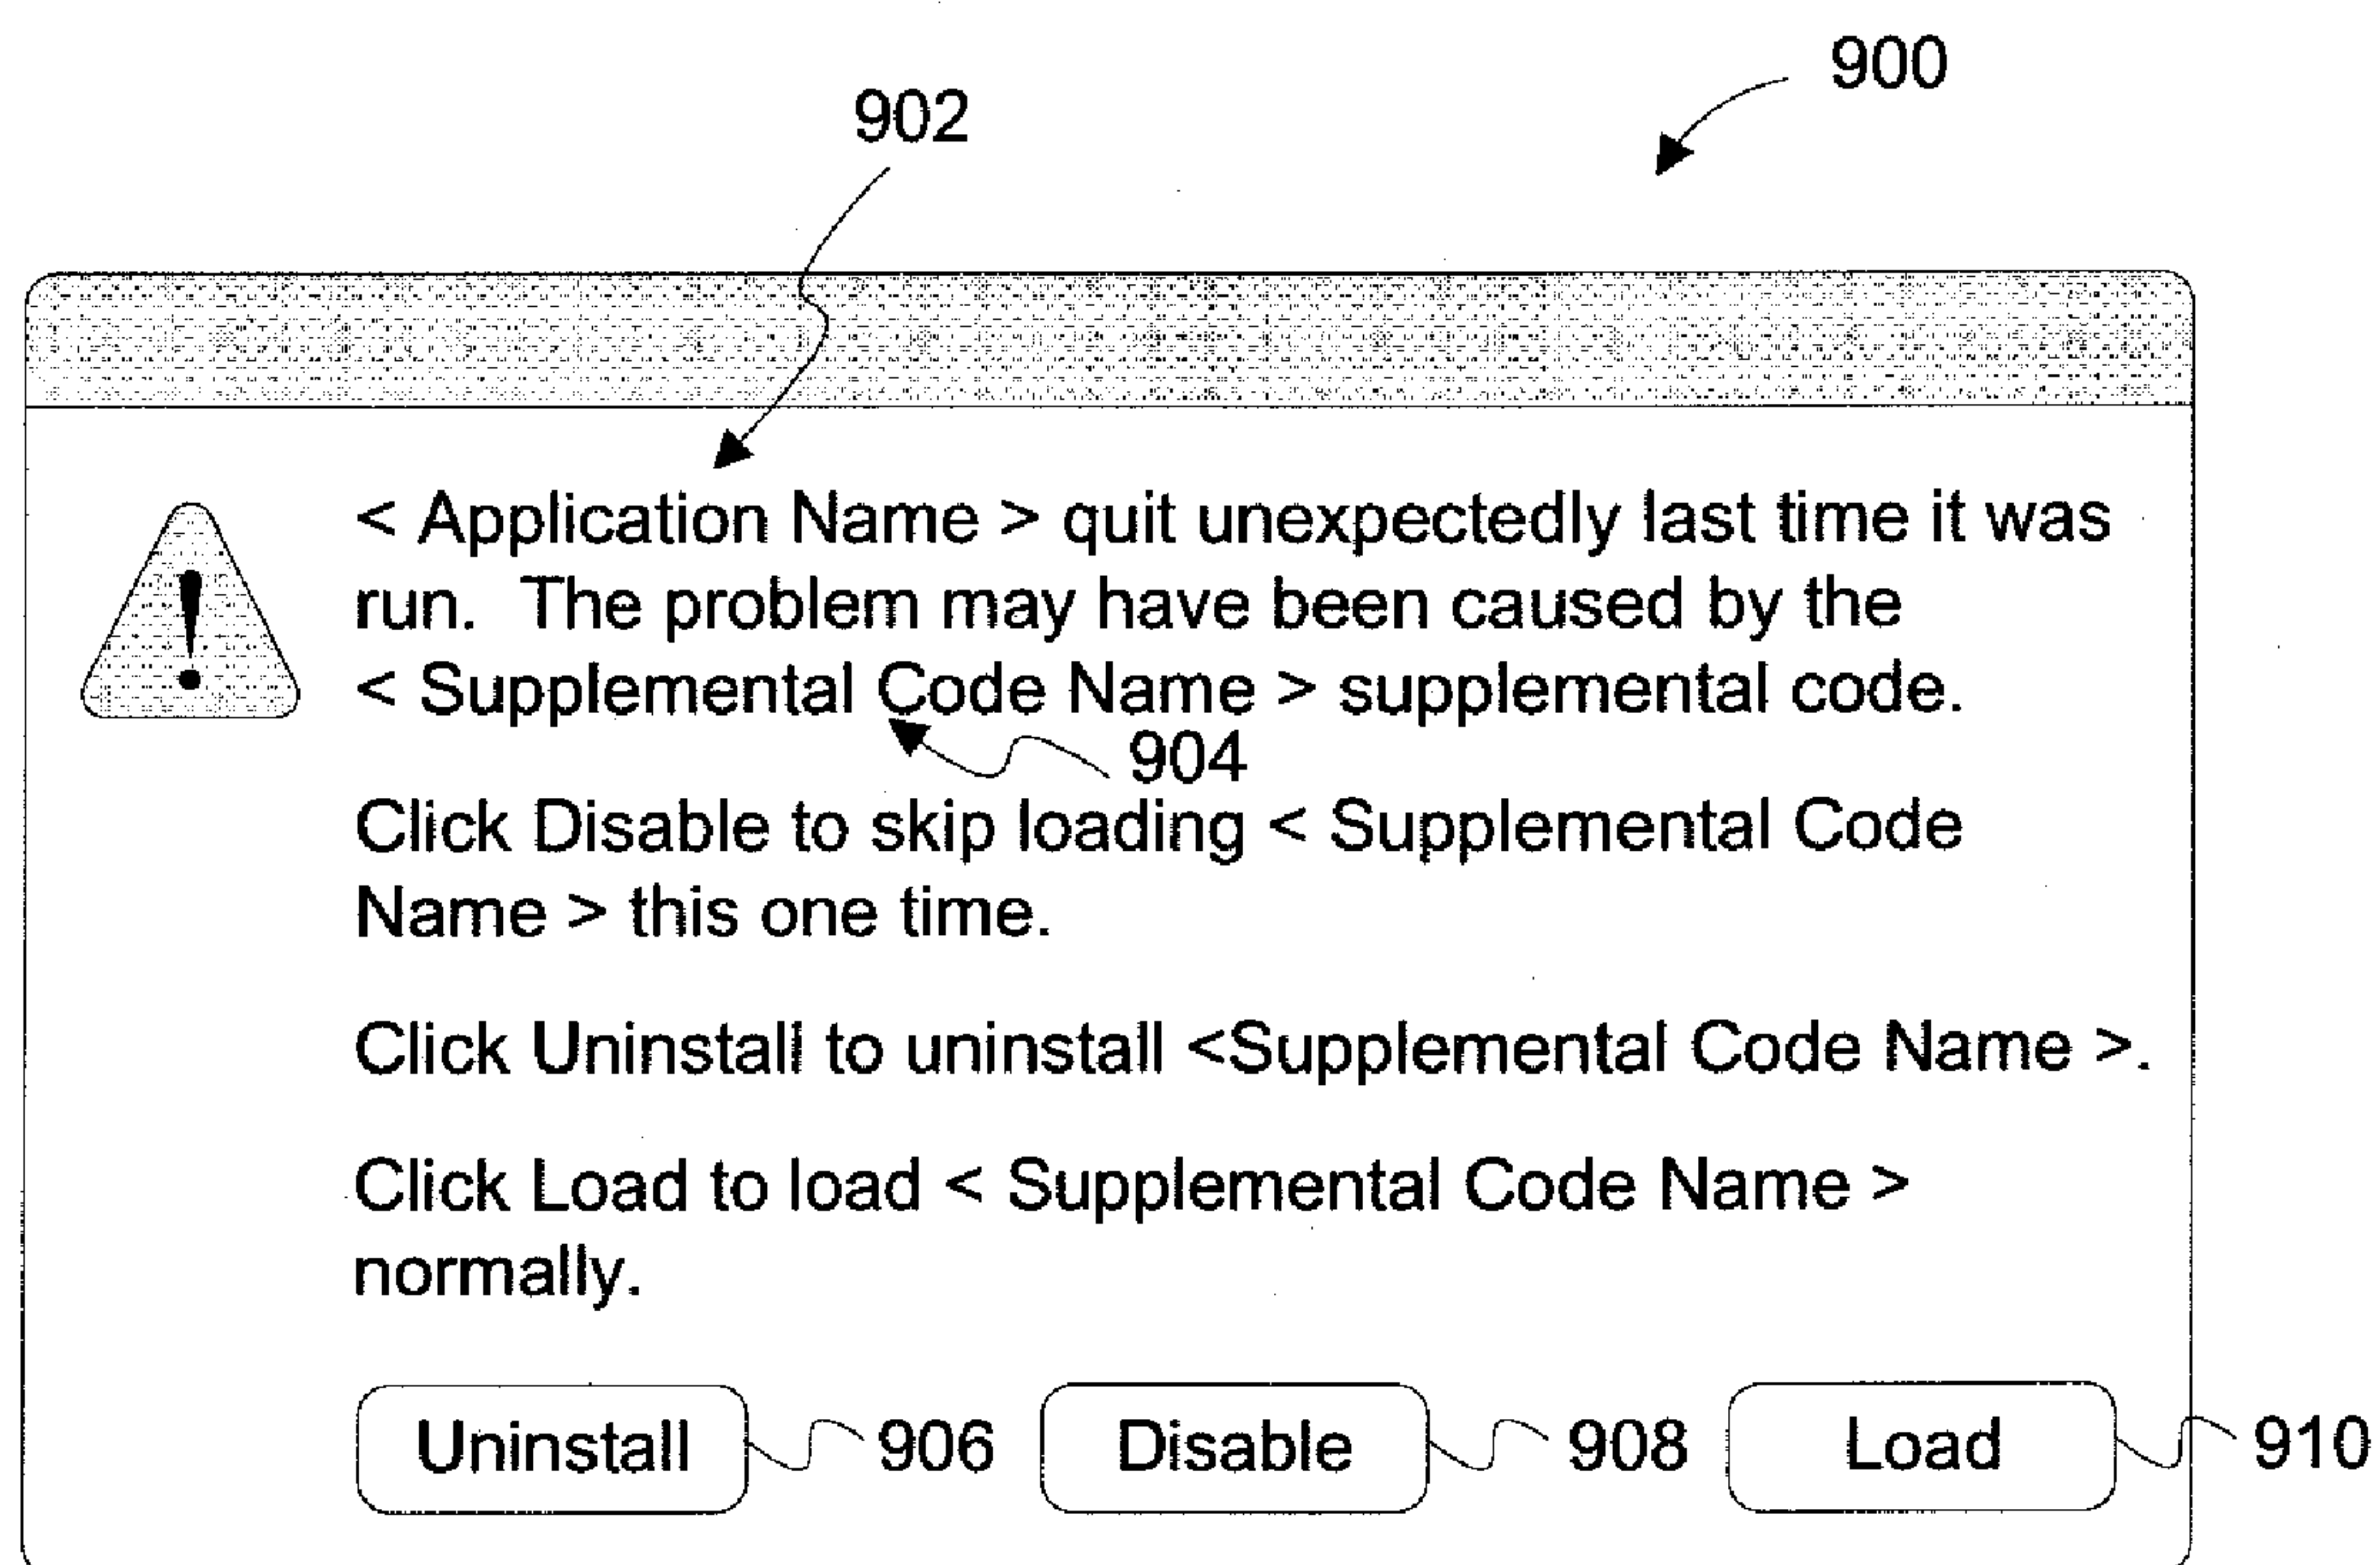 900
902
!
< Application Name > quit unexpectedly last time it was
run.  The problem may have been caused by the
< Supplemental Code Name > supplemental code.
904
Click Disable to skip loading < Supplemental Code
Name > this one time.
Click Uninstall to uninstall <Supplemental Code Name >.
Click Load to load < Supplemental Code Name >
normally.
Uninstall 906 Disable 908 Load 910